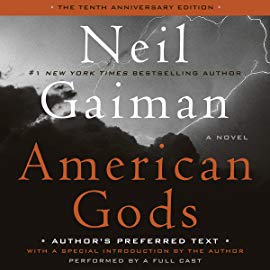 • THE TENTH ANNIVERSARY EDITION •
Neil
#1 NEW YORK TIMES BESTSELLING AUTHOR
Gaiman
A NOVEL
American
Gods
• AUTHOR'S PREFERRED TEXT •
WITH A SPECIAL INTRODUCTION BY THE AUTHOR
PERFORMED BY A FULL CAST